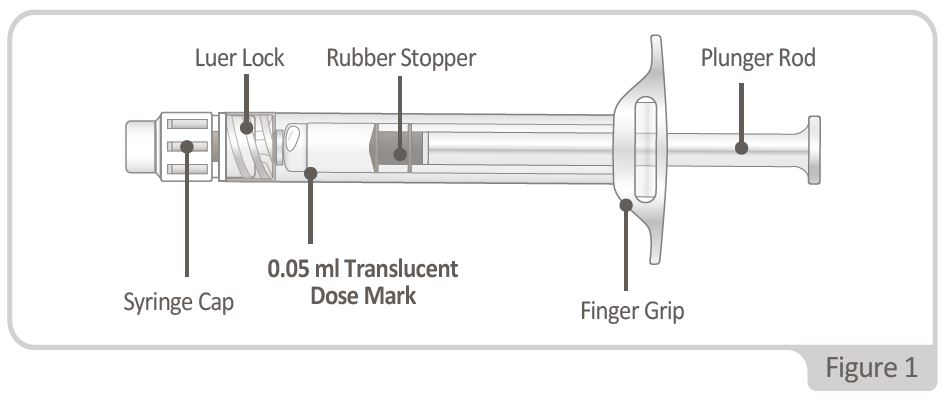 Luer Lock
Rubber Stopper
Plunger Rod
0.05 ml Translucent
Dose Mark
Syringe Cap
Finger Grip
Figure 1